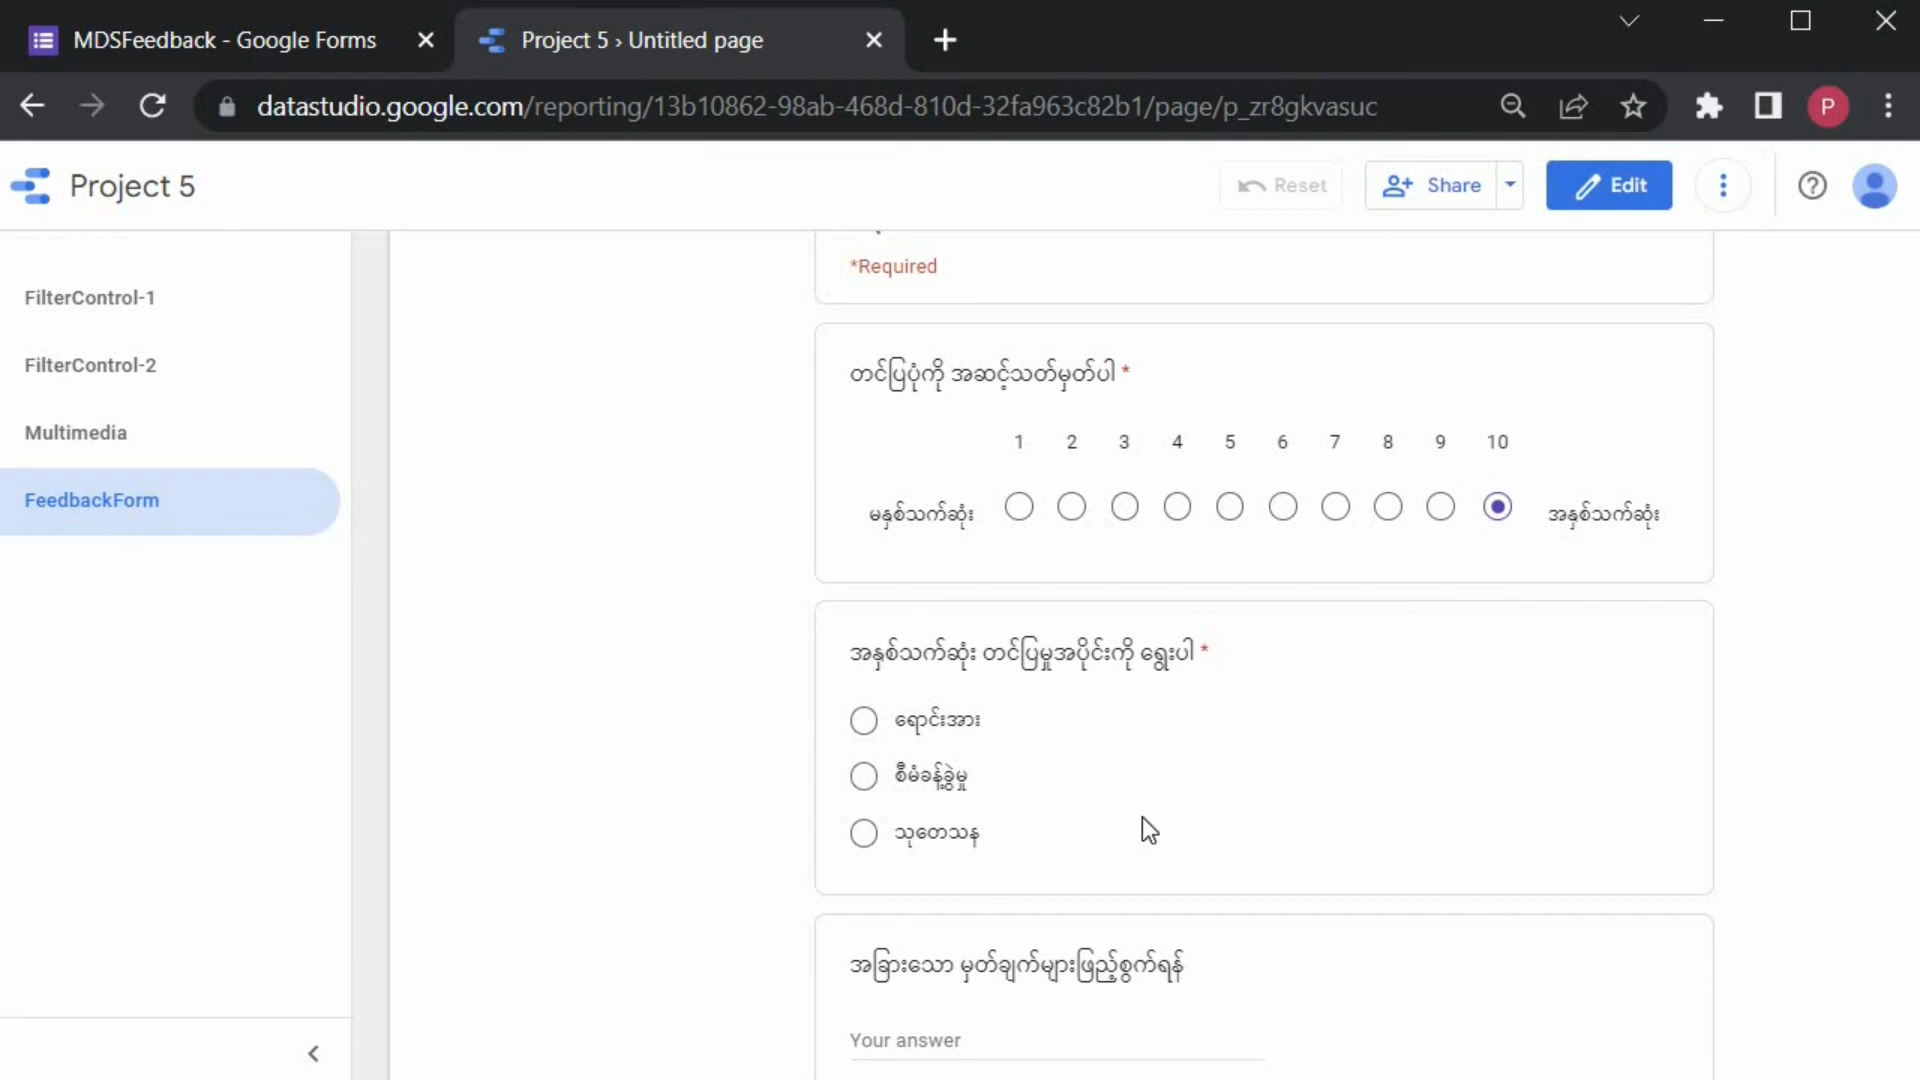 MDSFeedback - Google Forms
Project 5 › Untitled page
datastudio.google.com/reporting/13b10862-98ab-468d-810d-32fa963c82b1/page/p_zr8gkvasuc
P
Project 5
Reset
Share
Edit
FilterControl-1
FilterControl-2
Multimedia
FeedbackForm
*Required
တင်ပြပုံကို အဆင့်သတ်မှတ်ပါ *
1 2 3 4 5 6 7 8 9 10
မနှစ်သက်ဆုံး
အနှစ်သက်ဆုံး
အနှစ်သက်ဆုံး တင်ပြမှုအပိုင်းကို ရွေးပါ *
ရောင်းအား
စီမံခန့်ခွဲမှု
သုတေသန
အခြားသော မှတ်ချက်များဖြည့်စွက်ရန်
Your answer